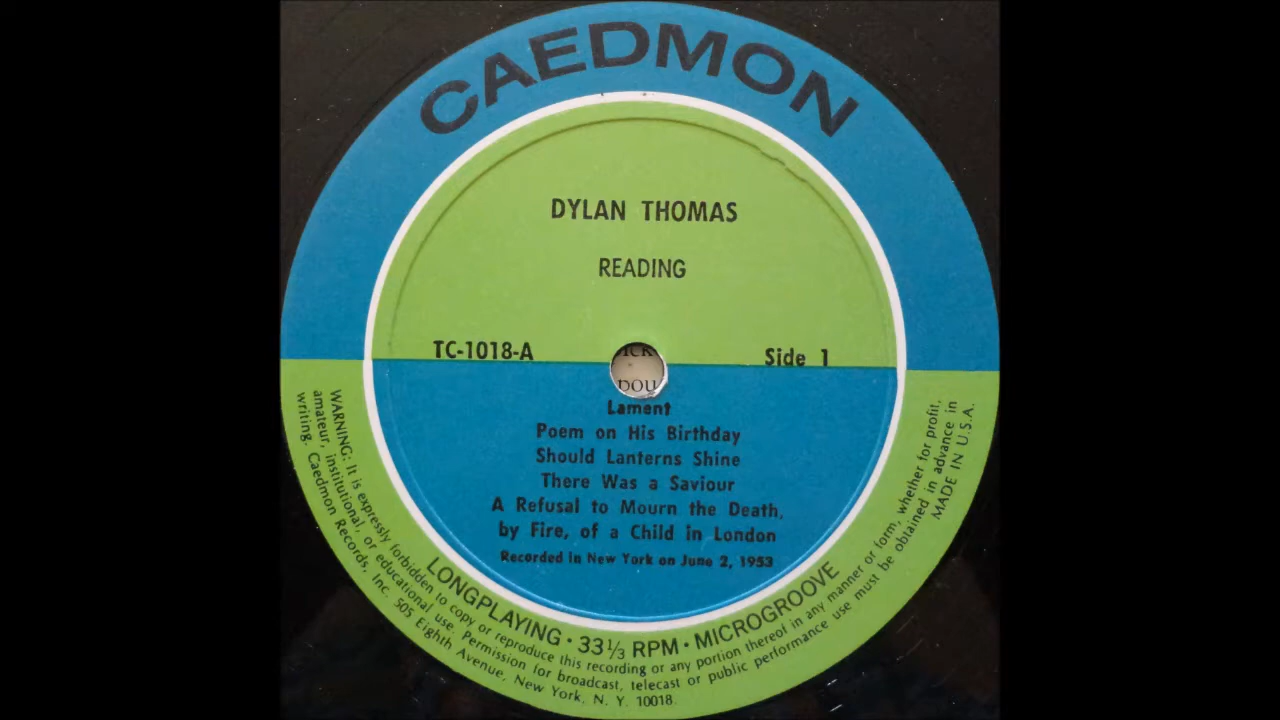 CAEDMON
DYLAN THOMAS
READING
TC-1018-A
Side 1
DOU
Lament
Poem on His Birthday
Should Lanterns Shine
There Was a Saviour
A Refusal to Mourn the Death,
by Fire, of a Child in London
Recorded in New York on June 2, 1953
LONGPLAYING · 33⅓ RPM · MICROGROOVE
WARNING: It is expressly forbidden to copy or reproduce this recording or any portion thereof in any manner or form, whether for profit,
amateur, institutional, or educational use. Permission for broadcast, telecast or public performance use must be obtained in advance in
writing. Caedmon Records, Inc. 505 Eighth Avenue, New York, N. Y. 10018.
MADE IN U.S.A.